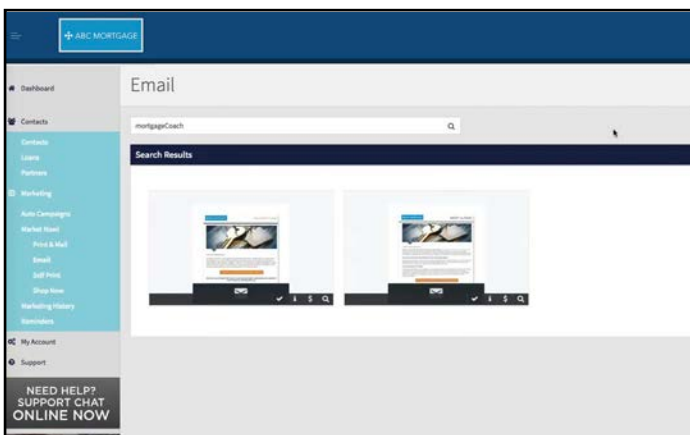 ABC MORTGAGE
Dashboard
Contacts
Contacts
Loans
Partners
Marketing
Auto Campaigns
Market Now!
Print & Mail
Email
Self Print
Shop Now
Marketing History
Reminders
My Account
Support
NEED HELP?
SUPPORT CHAT
ONLINE NOW
Email
mortgageCoach
Search Results